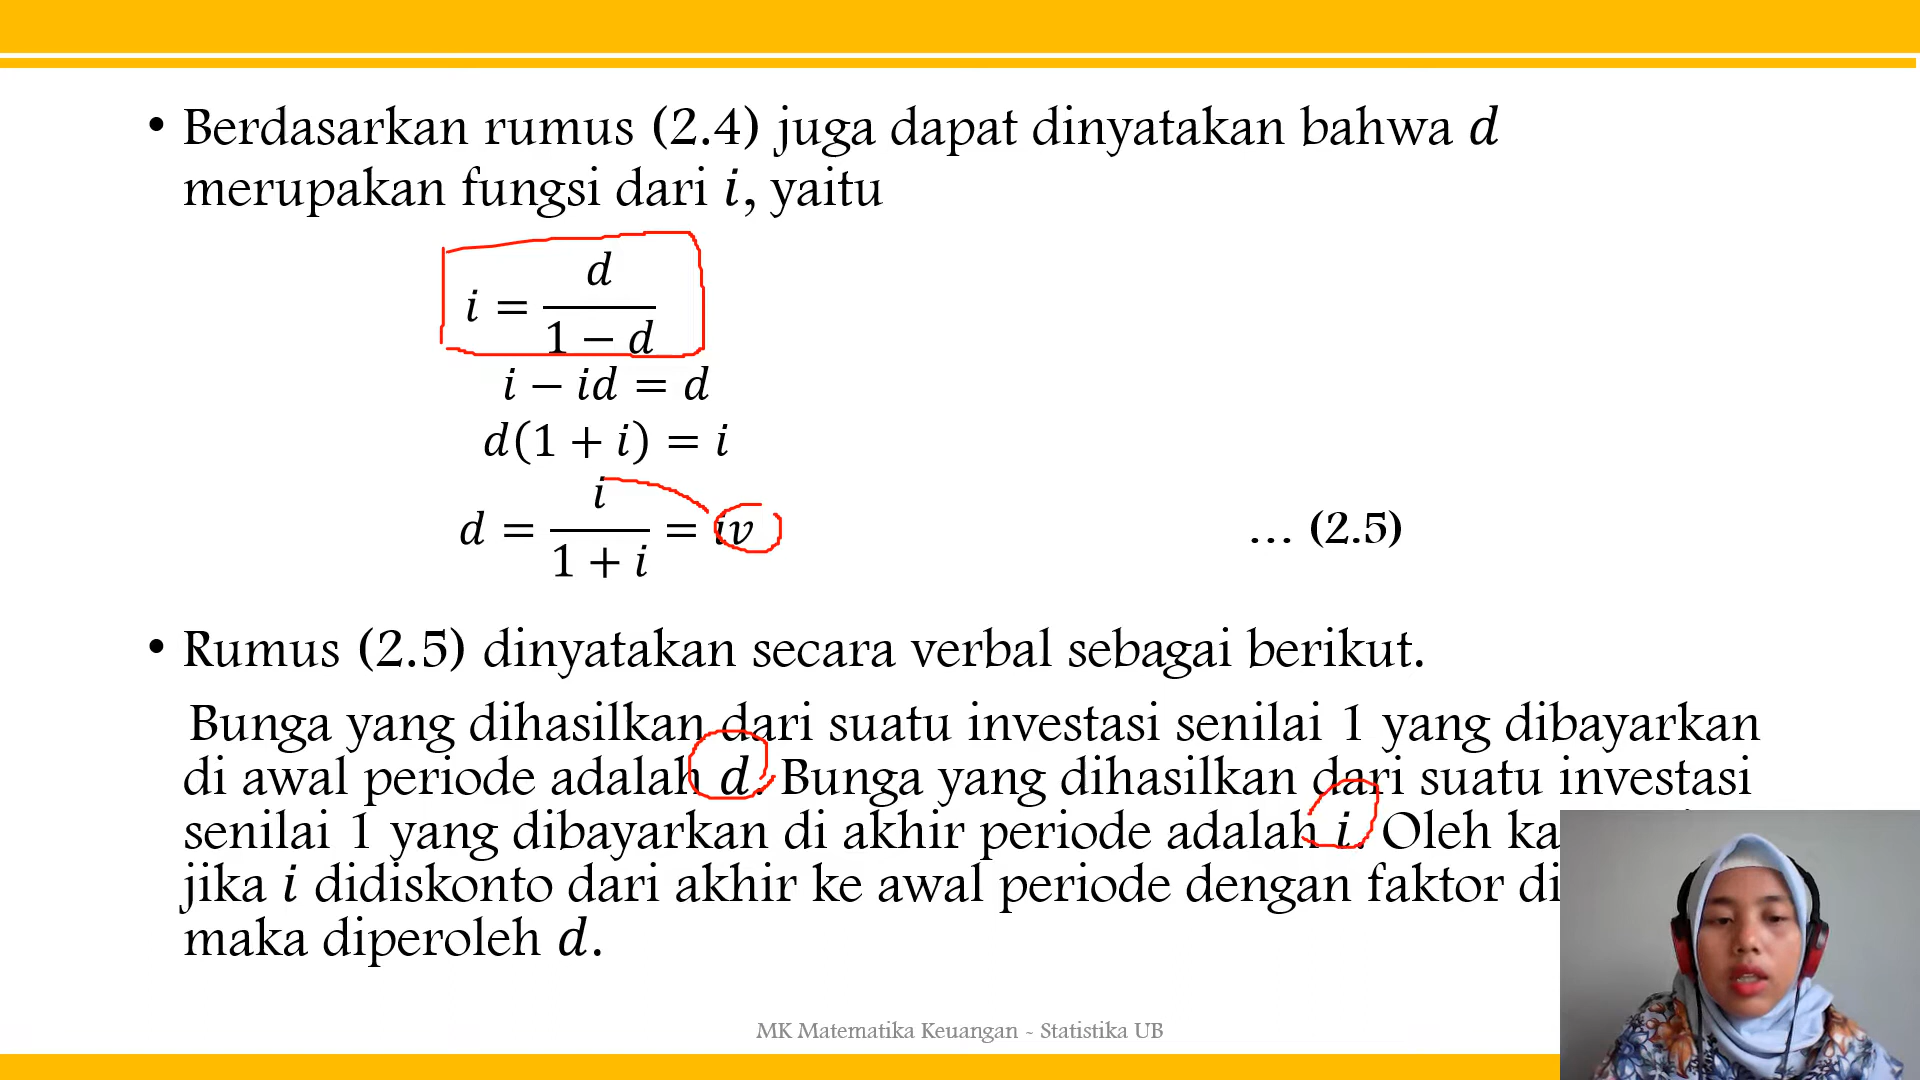 • Berdasarkan rumus (2.4) juga dapat dinyatakan bahwa d
merupakan fungsi dari i, yaitu
i = d / (1 − d)
i − id = d
d(1 + i) = i
d = i / (1 + i) = iv … (2.5)
• Rumus (2.5) dinyatakan secara verbal sebagai berikut.
Bunga yang dihasilkan dari suatu investasi senilai 1 yang dibayarkan
di awal periode adalah d. Bunga yang dihasilkan dari suatu investasi
senilai 1 yang dibayarkan di akhir periode adalah i. Oleh
jika i didiskonto dari akhir ke awal periode dengan faktor
maka diperoleh d.
MK Matematika Keuangan ~ Statistika UB